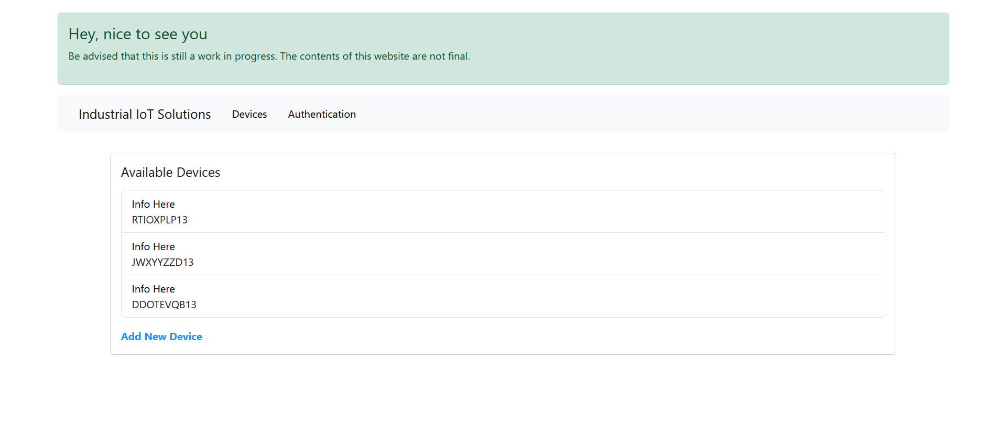 Hey, nice to see you
Be advised that this is still a work in progress. The contents of this website are not final.
Industrial IoT Solutions Devices Authentication
Available Devices
Info Here
RTIOXPLP13
Info Here
JWXYYZZD13
Info Here
DDOTEVQB13
Add New Device